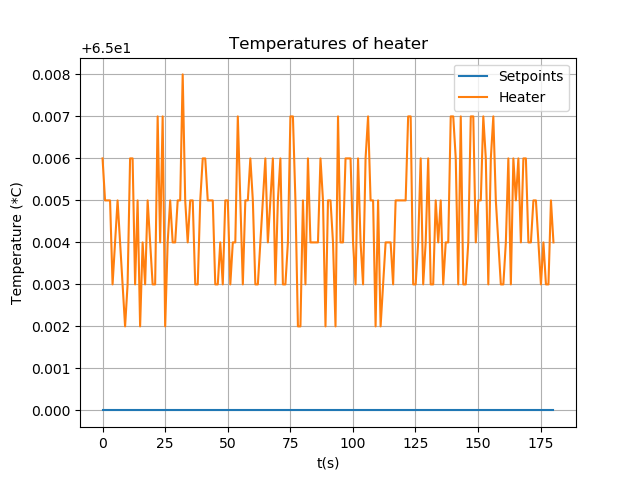 Temperatures of heater
+6.5e1
Setpoints
Heater
0.008
0.007
0.006
0.005
0.004
0.003
0.002
0.001
0.000
Temperature (*C)
0 25 50 75 100 125 150 175
t(s)